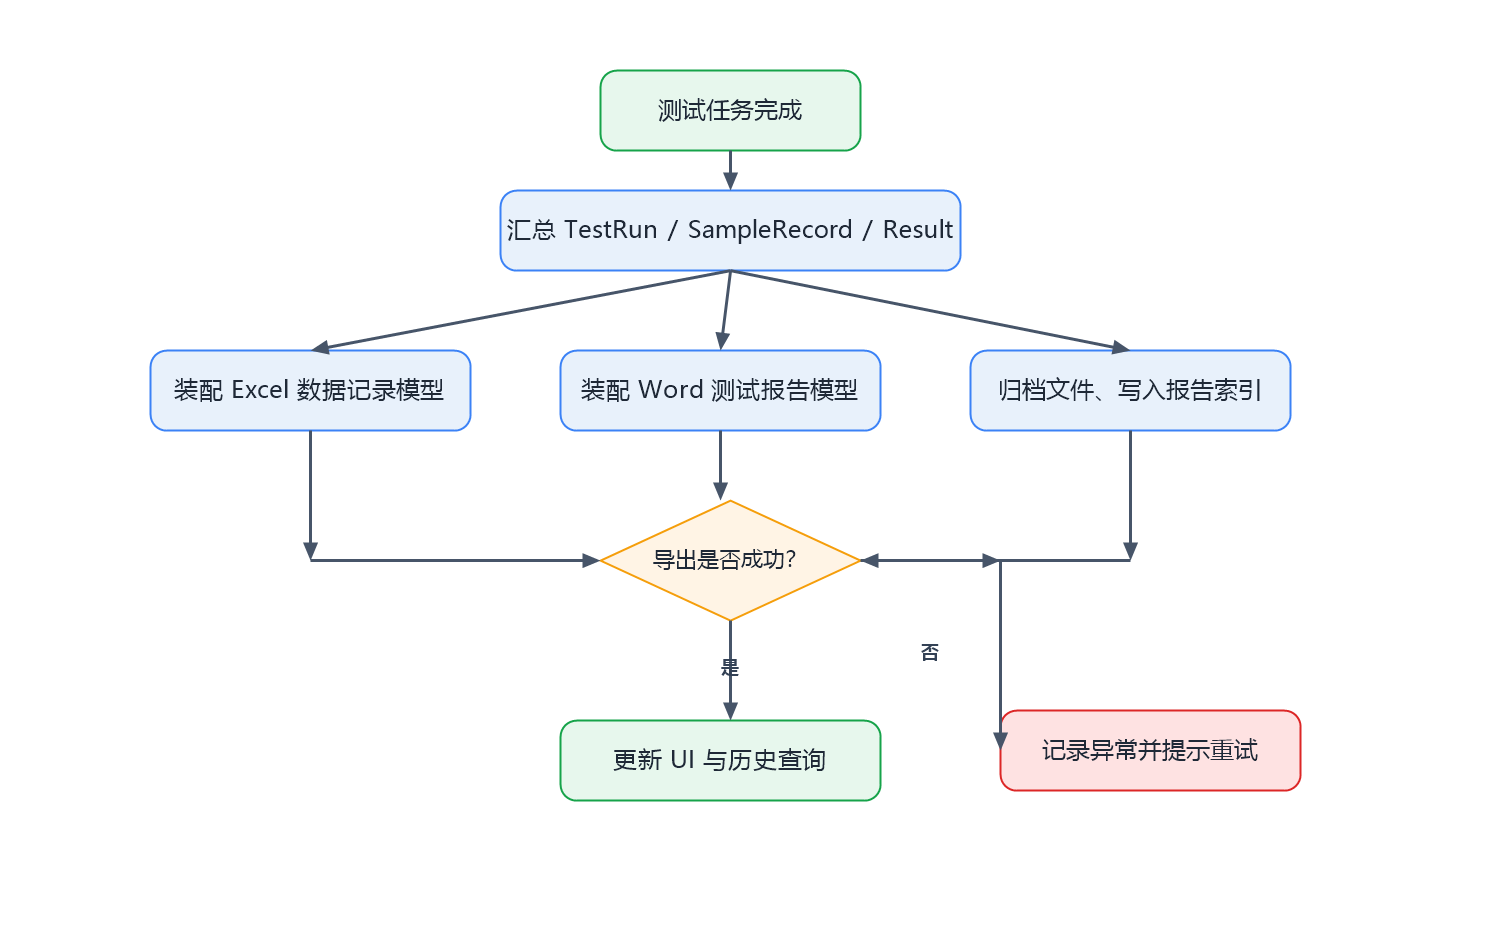 测试任务完成
汇总 TestRun / SampleRecord / Result
装配 Excel 数据记录模型
装配 Word 测试报告模型
归档文件、写入报告索引
导出是否成功?
是
否
更新 UI 与历史查询
记录异常并提示重试